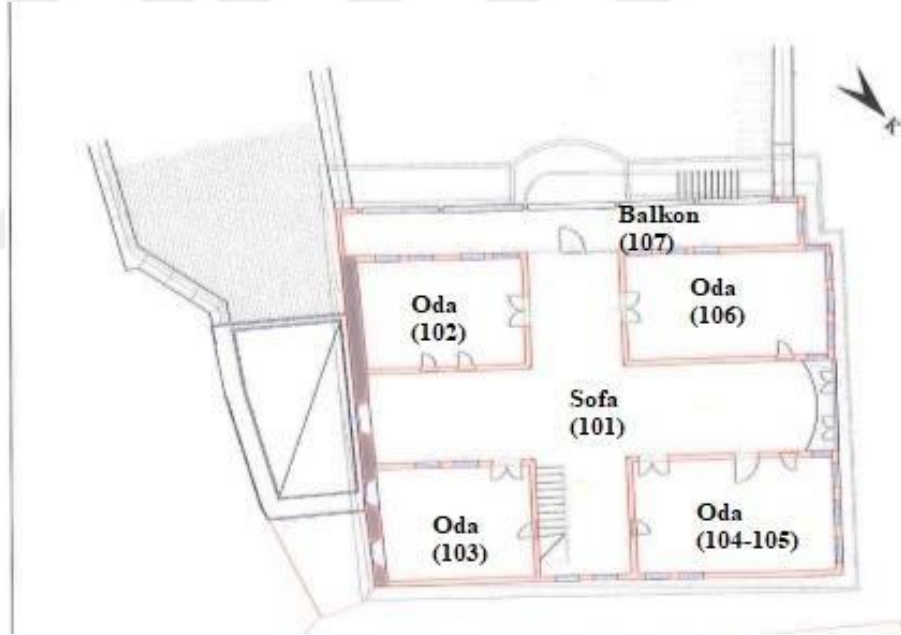 K
Balkon
(107)
Oda
(102)
Oda
(106)
Sofa
(101)
Oda
(103)
Oda
(104-105)